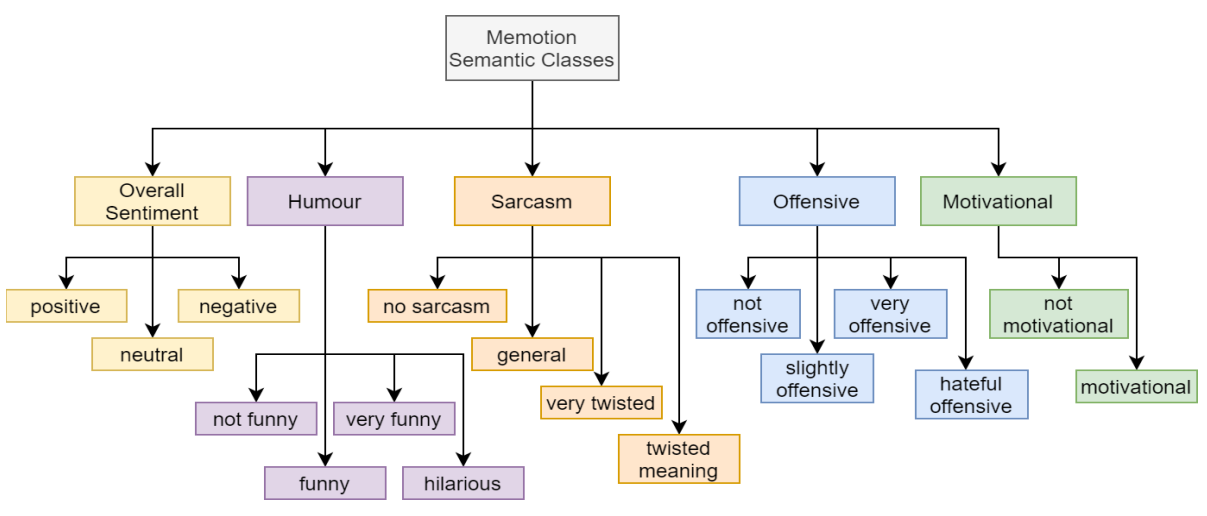 Memotion
Semantic Classes
Overall
Sentiment
Humour
Sarcasm
Offensive
Motivational
positive
negative
neutral
not funny
very funny
funny
hilarious
no sarcasm
general
very twisted
twisted
meaning
not
offensive
very
offensive
slightly
offensive
hateful
offensive
not
motivational
motivational